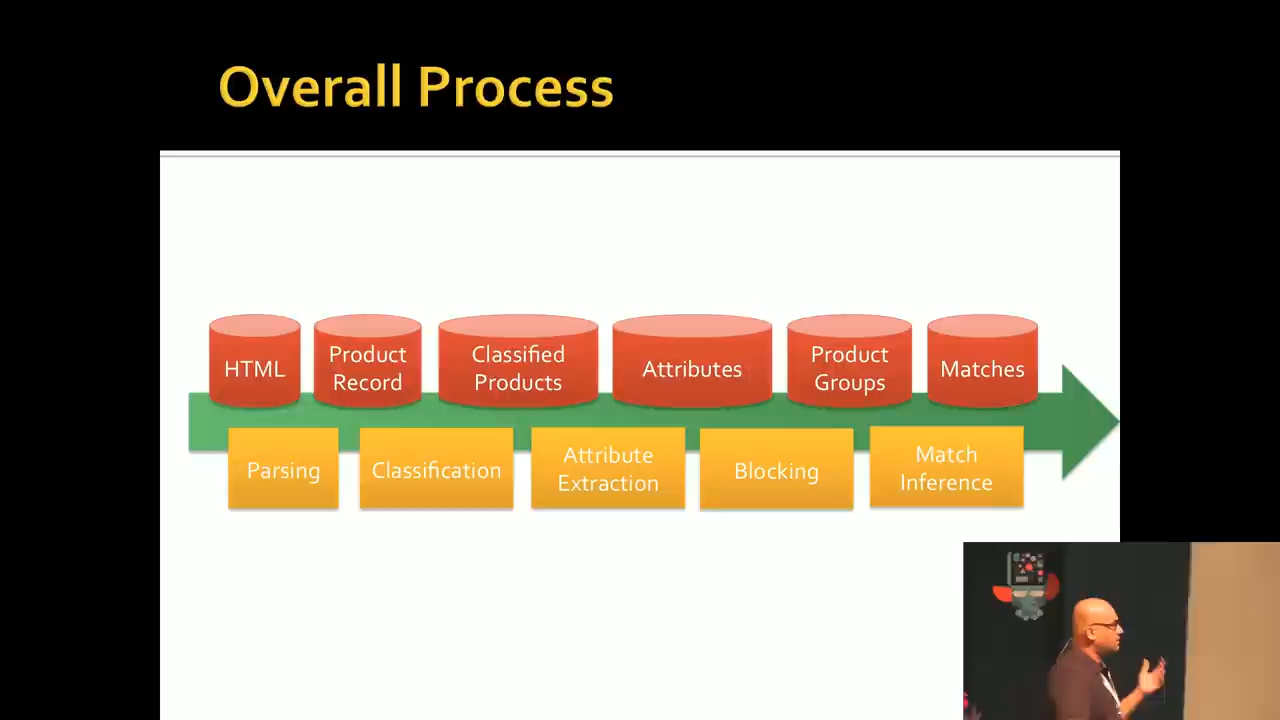 Overall Process
HTML
Product
Record
Classified
Products
Attributes
Product
Groups
Matches
Parsing
Classification
Attribute
Extraction
Blocking
Match
Inference